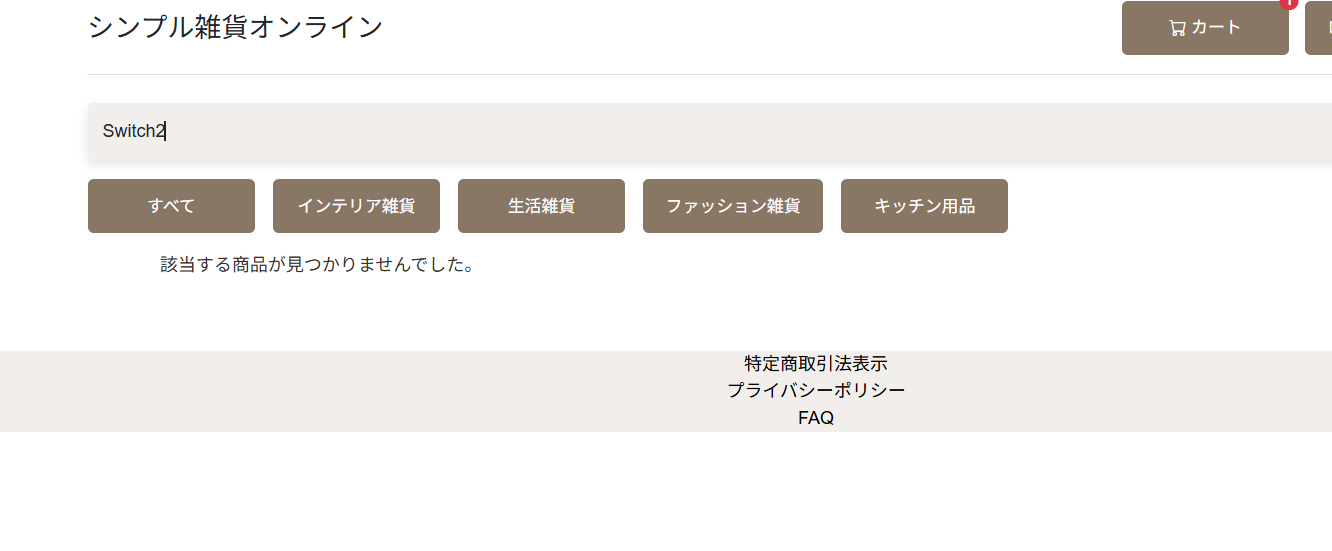 シンプル雑貨オンライン
カート
Switch2
すべて
インテリア雑貨
生活雑貨
ファッション雑貨
キッチン用品
該当する商品が見つかりませんでした。
特定商取引法表示
プライバシーポリシー
FAQ